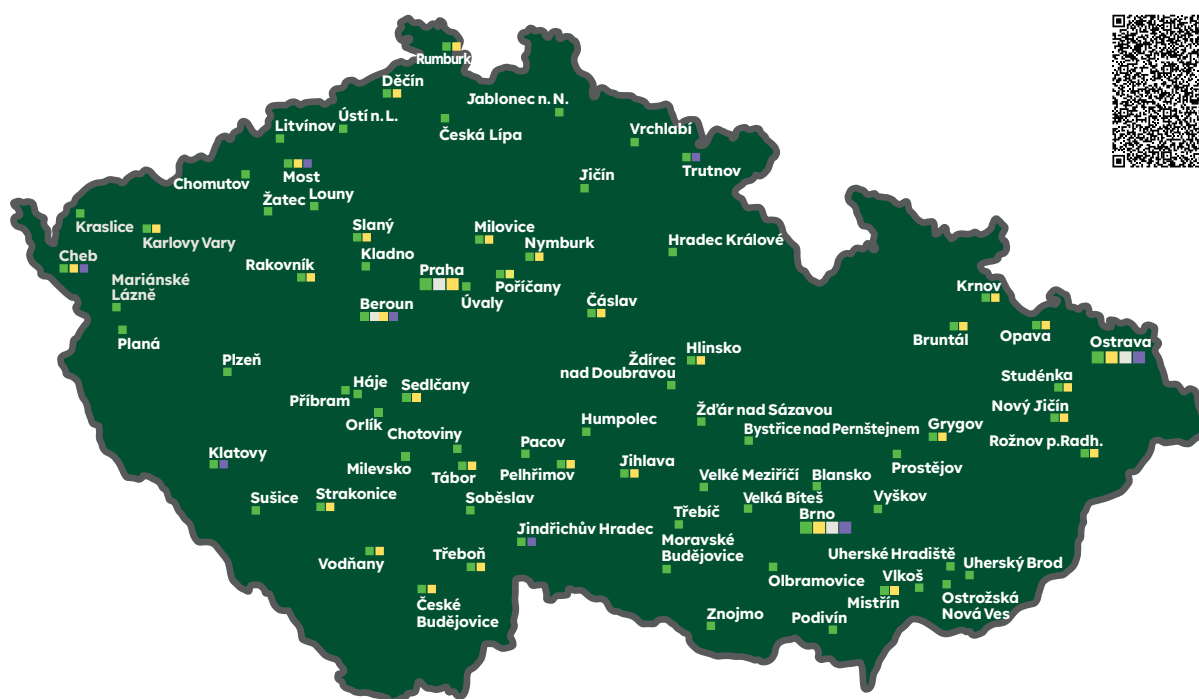 Rumburk
Děčín
Jablonec n. N.
Ústí n. L.
Česká Lípa
Litvínov
Vrchlabí
Trutnov
Most
Chomutov
Jičín
Žatec
Louny
Kraslice
Karlovy Vary
Slaný
Milovice
Nymburk
Hradec Králové
Cheb
Kladno
Rakovník
Praha
Poříčany
Úvaly
Mariánské
Lázně
Krnov
Beroun
Čáslav
Planá
Bruntál
Opava
Ostrava
Plzeň
Hlinsko
Ždírec
nad Doubravou
Studénka
Háje
Příbram
Sedlčany
Orlík
Nový Jičín
Humpolec
Žďár nad Sázavou
Bystřice nad Pernštejnem
Grygov
Rožnov p.Radh.
Chotoviny
Klatovy
Milevsko
Tábor
Pacov
Pelhřimov
Jihlava
Prostějov
Velké Meziříčí
Blansko
Sušice
Strakonice
Soběslav
Velká Bíteš
Vyškov
Brno
Třebíč
Jindřichův Hradec
Moravské
Budějovice
Vodňany
Třeboň
Uherské Hradiště
Uherský Brod
Olbramovice
Vlkoš
Mistřín
Ostrožská
Nová Ves
České
Budějovice
Znojmo
Podivín